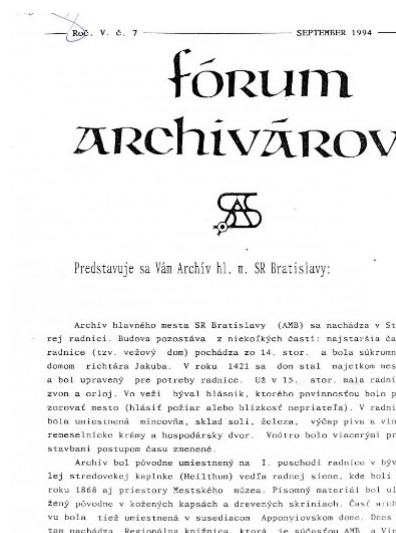 Roč. V. č. 7 SEPTEMBER 1994
fórum
archivárov
Predstavuje sa Vám Archív hl. m. SR Bratislavy:
Archív hlavného mesta SR Bratislavy (AMB) sa nachádza v St
rej radnici. Budova pozostáva z niekoľkých častí: najstaršia ča
radnice (tzv. vežový dom) pochádza zo 14. stor. a bola súkromn
domom richtára Jakuba. V roku 1421 sa dom stal majetkom mes
a bol upravený pre potreby radnice. Už v 15. stor. mala radni
zvon a orloj. Vo veži býval hlásnik, ktorého povinnosťou bolo p
zorovať mesto (hlásiť požiar alebo blízkosť nepriateľa). V radni
bola umiestnená mincovňa, sklad soli, železa, výčap piva a vín
remeselnícke krámy a hospodársky dvor. Vnútro bolo viacerými pr
stavbami postupom času zmenené.
Archív bol pôvodne umiestnený na I. poschodí radnice v býv
lej stredovekej kaplnke (Heilthum) vedľa radnej siene, kde boli
roku 1868 aj priestory Mestského múzea. Písomný materiál bol ul
žený pôvodne v kožených kapsách a drevených skriniach. Časť arch
vu bola tiež umiestnená v susediacom Apponyiovskom dome. Dnes
tam nachádza Regionálna knižnica, ktorá je súčasťou AMB a Vin